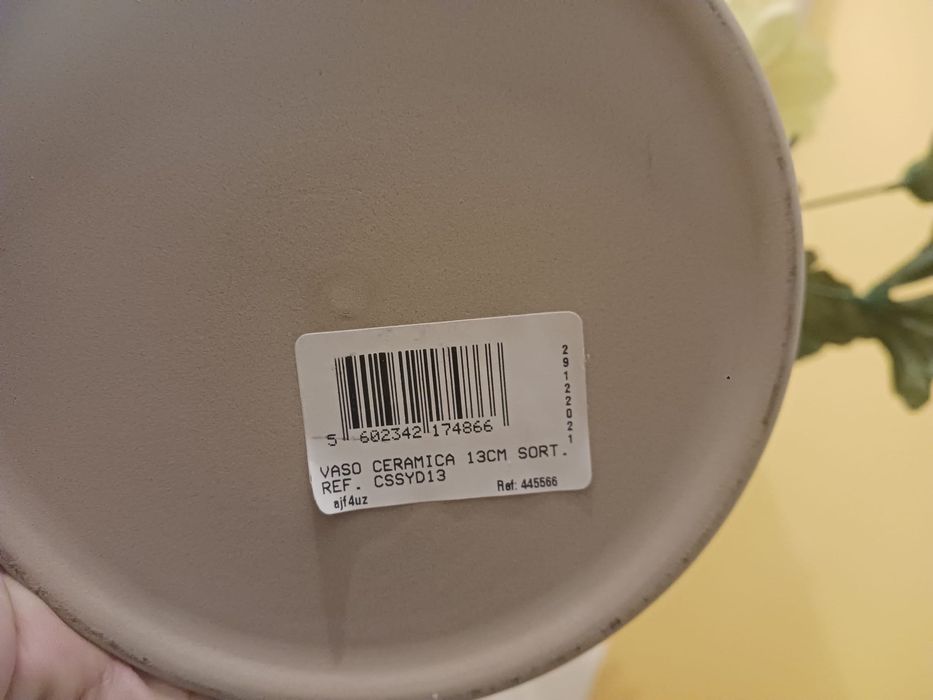 5 602342 174866
VASO CERAMICA 13CM SORT.
REF. CSSYD13
ajf4uz
Ref: 445566
29122021